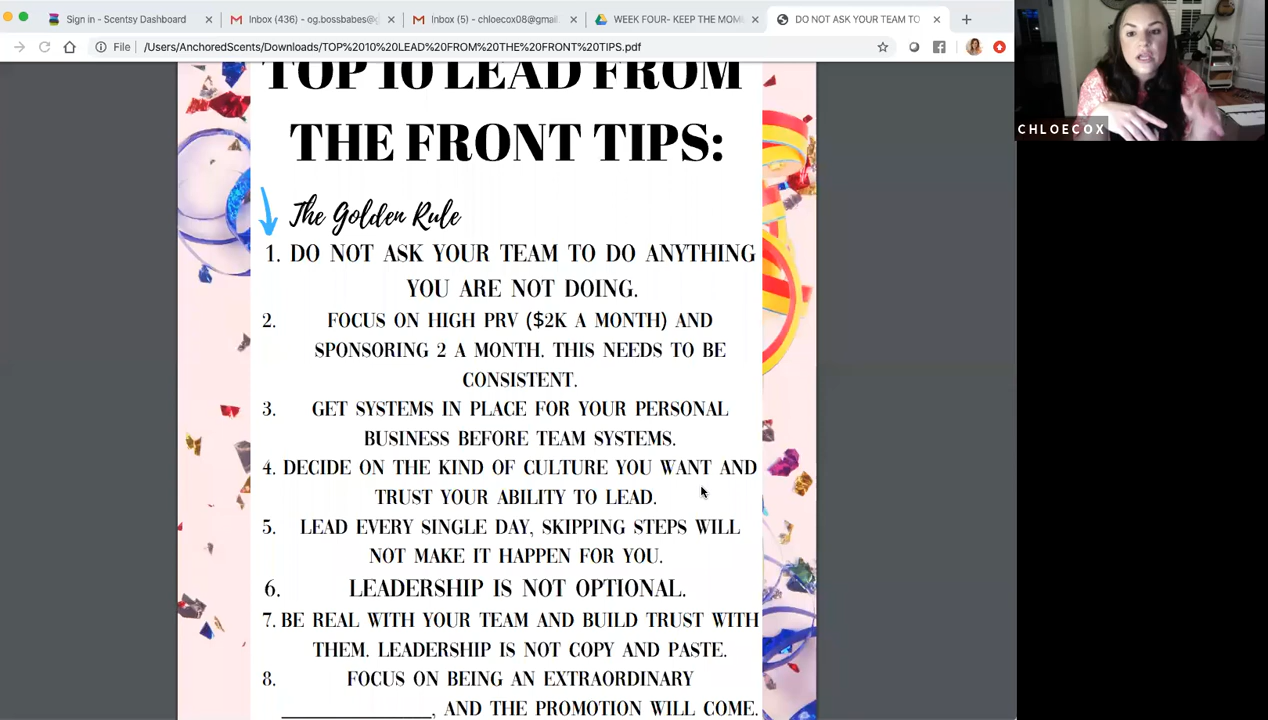 Sign in - Scentsy Dashboard
Inbox (436) - og.bossbabes@g
Inbox (5) - chloecox08@gmail
WEEK FOUR- KEEP THE MOM
DO NOT ASK YOUR TEAM TO
File
/Users/AnchoredScents/Downloads/TOP%2010%20LEAD%20FROM%20THE%20FRONT%20TIPS.pdf
CHLOECOX
TOP 10 LEAD FROM
THE FRONT TIPS:
The Golden Rule
1. DO NOT ASK YOUR TEAM TO DO ANYTHING
YOU ARE NOT DOING.
2. FOCUS ON HIGH PRV ($2K A MONTH) AND
SPONSORING 2 A MONTH. THIS NEEDS TO BE
CONSISTENT.
3. GET SYSTEMS IN PLACE FOR YOUR PERSONAL
BUSINESS BEFORE TEAM SYSTEMS.
4. DECIDE ON THE KIND OF CULTURE YOU WANT AND
TRUST YOUR ABILITY TO LEAD.
5. LEAD EVERY SINGLE DAY, SKIPPING STEPS WILL
NOT MAKE IT HAPPEN FOR YOU.
6. LEADERSHIP IS NOT OPTIONAL.
7. BE REAL WITH YOUR TEAM AND BUILD TRUST WITH
THEM. LEADERSHIP IS NOT COPY AND PASTE.
8. FOCUS ON BEING AN EXTRAORDINARY
_______________, AND THE PROMOTION WILL COME.